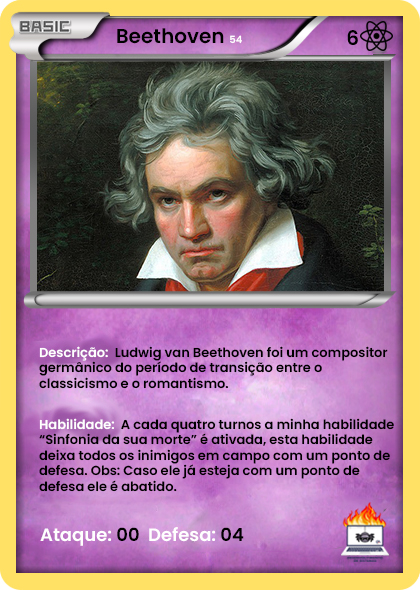 BASIC
Beethoven 54
6
Descrição: Ludwig van Beethoven foi um compositor
germânico do período de transição entre o
classicismo e o romantismo.
Habilidade: A cada quatro turnos a minha habilidade
“Sinfonia da sua morte” é ativada, esta habilidade
deixa todos os inimigos em campo com um ponto de
defesa. Obs: Caso ele já esteja com um ponto de
defesa ele é abatido.
Ataque: 00 Defesa: 04